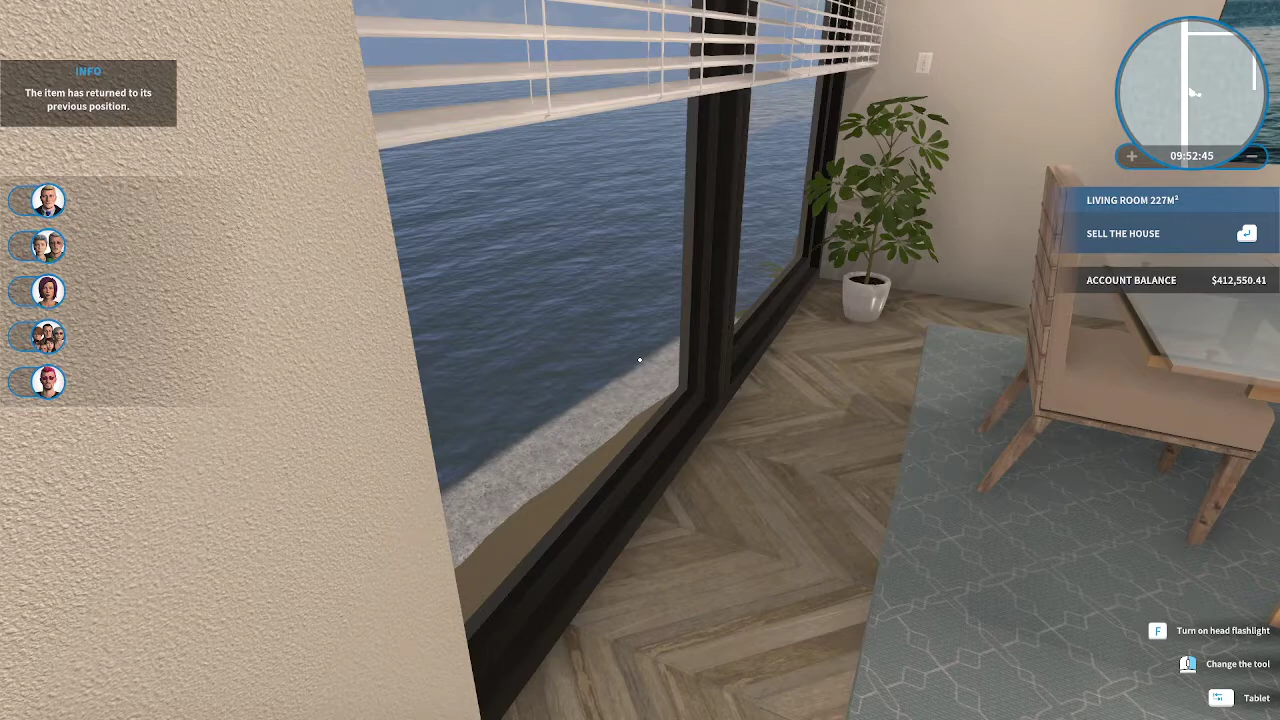 INFO
The item has returned to its
previous position.
09:52:45
LIVING ROOM 227M²
SELL THE HOUSE
ACCOUNT BALANCE $412,550.41
F Turn on head flashlight
Change the tool
Tablet